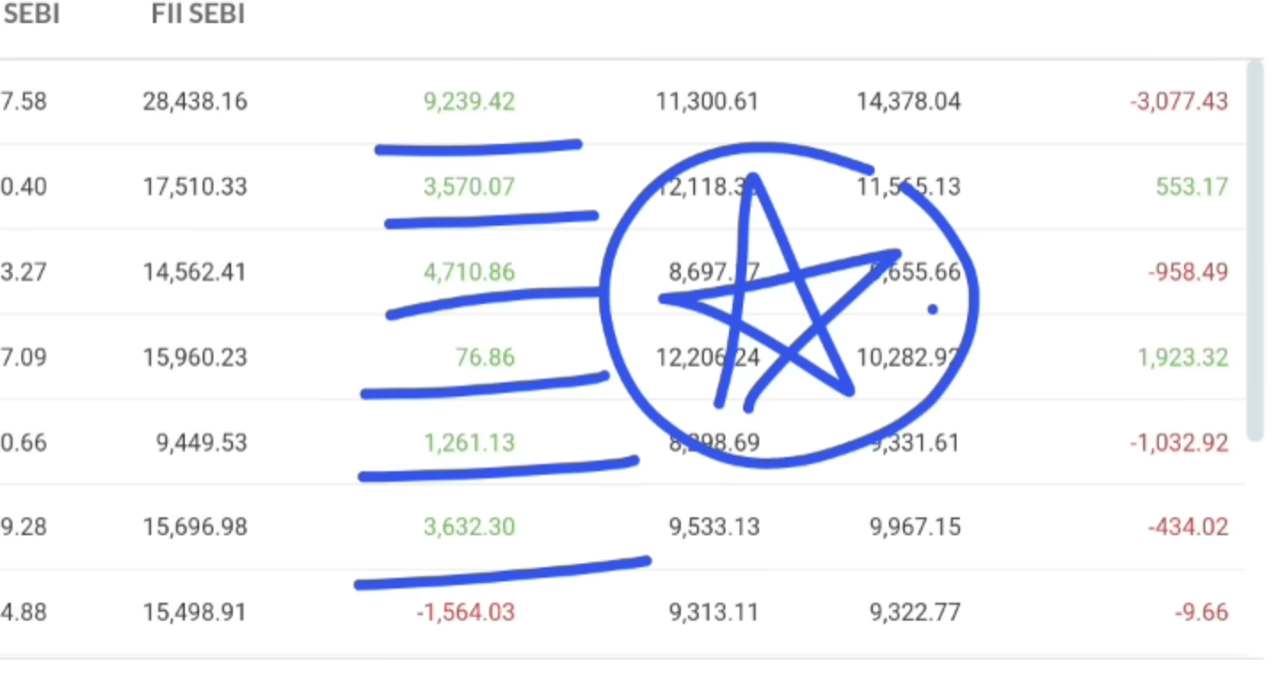 SEBI FII SEBI
7.58 28,438.16 9,239.42 11,300.61 14,378.04 -3,077.43
0.40 17,510.33 3,570.07 553.17
3.27 14,562.41 4,710.86 -958.49
7.09 15,960.23 76.86 1,923.32
0.66 9,449.53 1,261.13 -1,032.92
9.28 15,696.98 3,632.30 9,533.13 9,967.15 -434.02
4.88 15,498.91 -1,564.03 9,313.11 9,322.77 -9.66